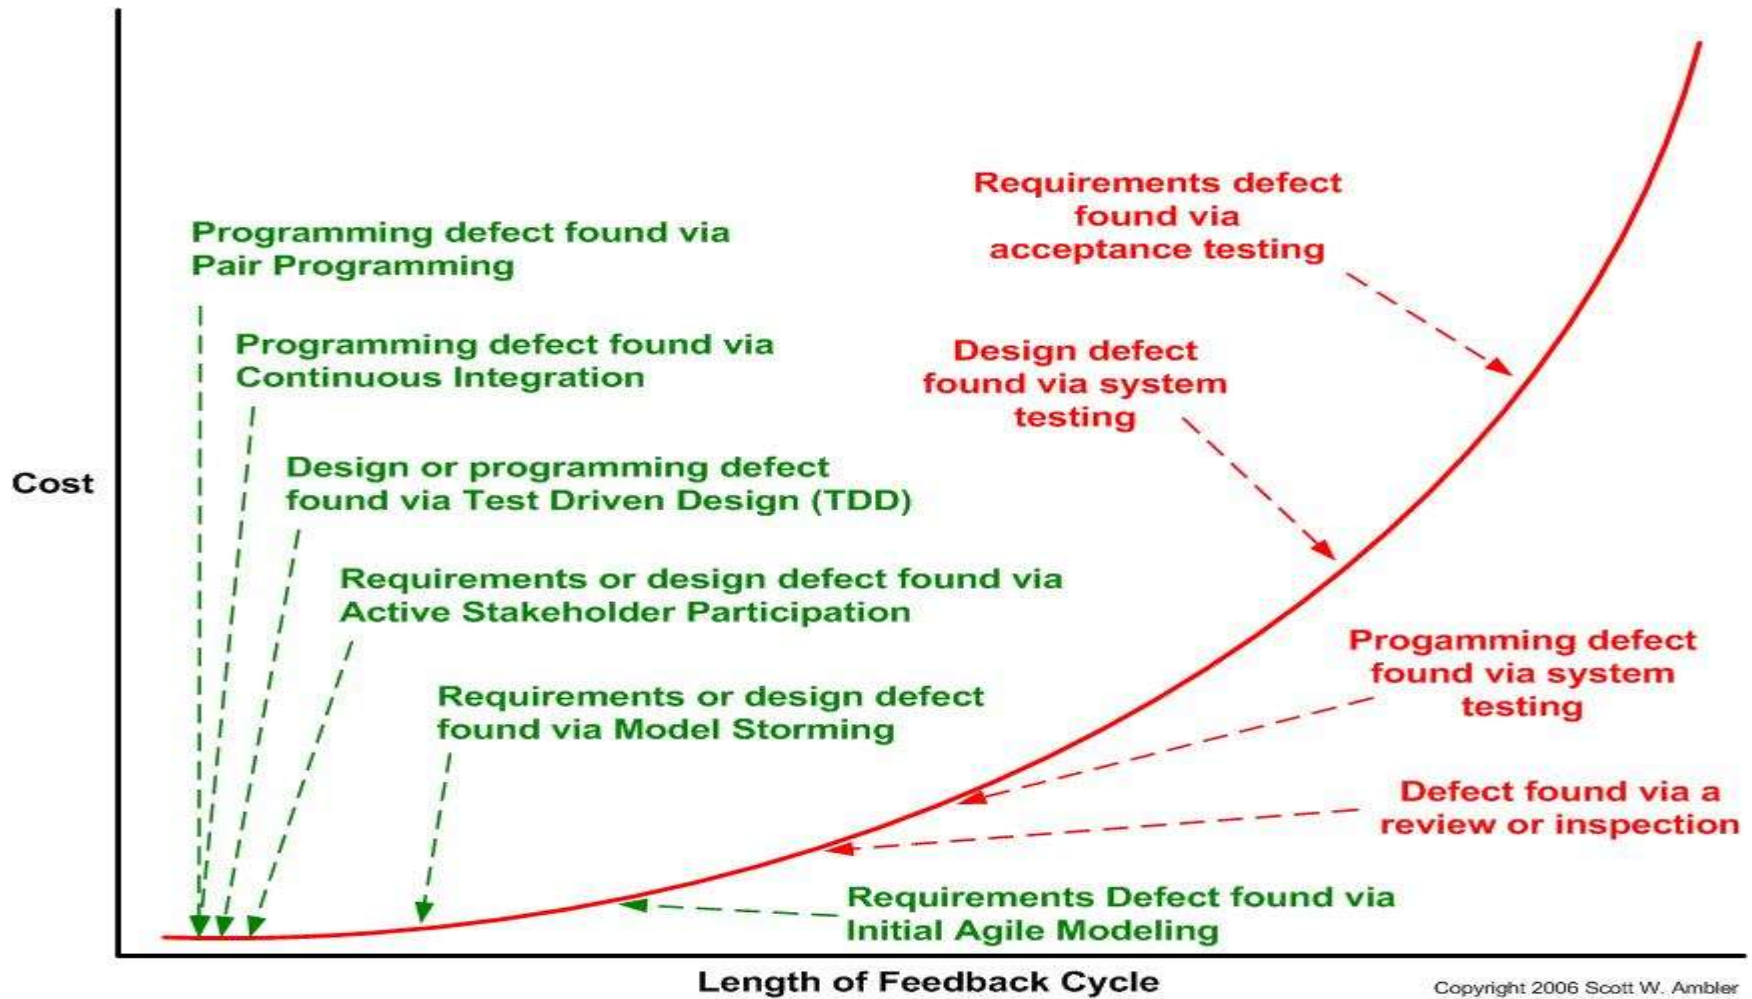 Programming defect found via
Pair Programming
Programming defect found via
Continuous Integration
Design or programming defect
found via Test Driven Design (TDD)
Requirements or design defect found via
Active Stakeholder Participation
Requirements or design defect
found via Model Storming
Requirements defect
found via
acceptance testing
Design defect
found via system
testing
Progamming defect
found via system
testing
Defect found via a
review or inspection
Requirements Defect found via
Initial Agile Modeling
Cost
Length of Feedback Cycle
Copyright 2006 Scott W. Ambler